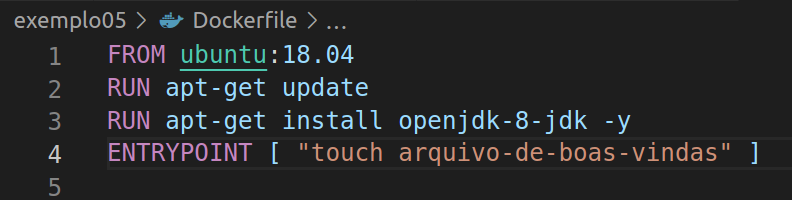 exemplo05 > Dockerfile > ...
1 FROM ubuntu:18.04
2 RUN apt-get update
3 RUN apt-get install openjdk-8-jdk -y
4 ENTRYPOINT [ "touch arquivo-de-boas-vindas" ]
5